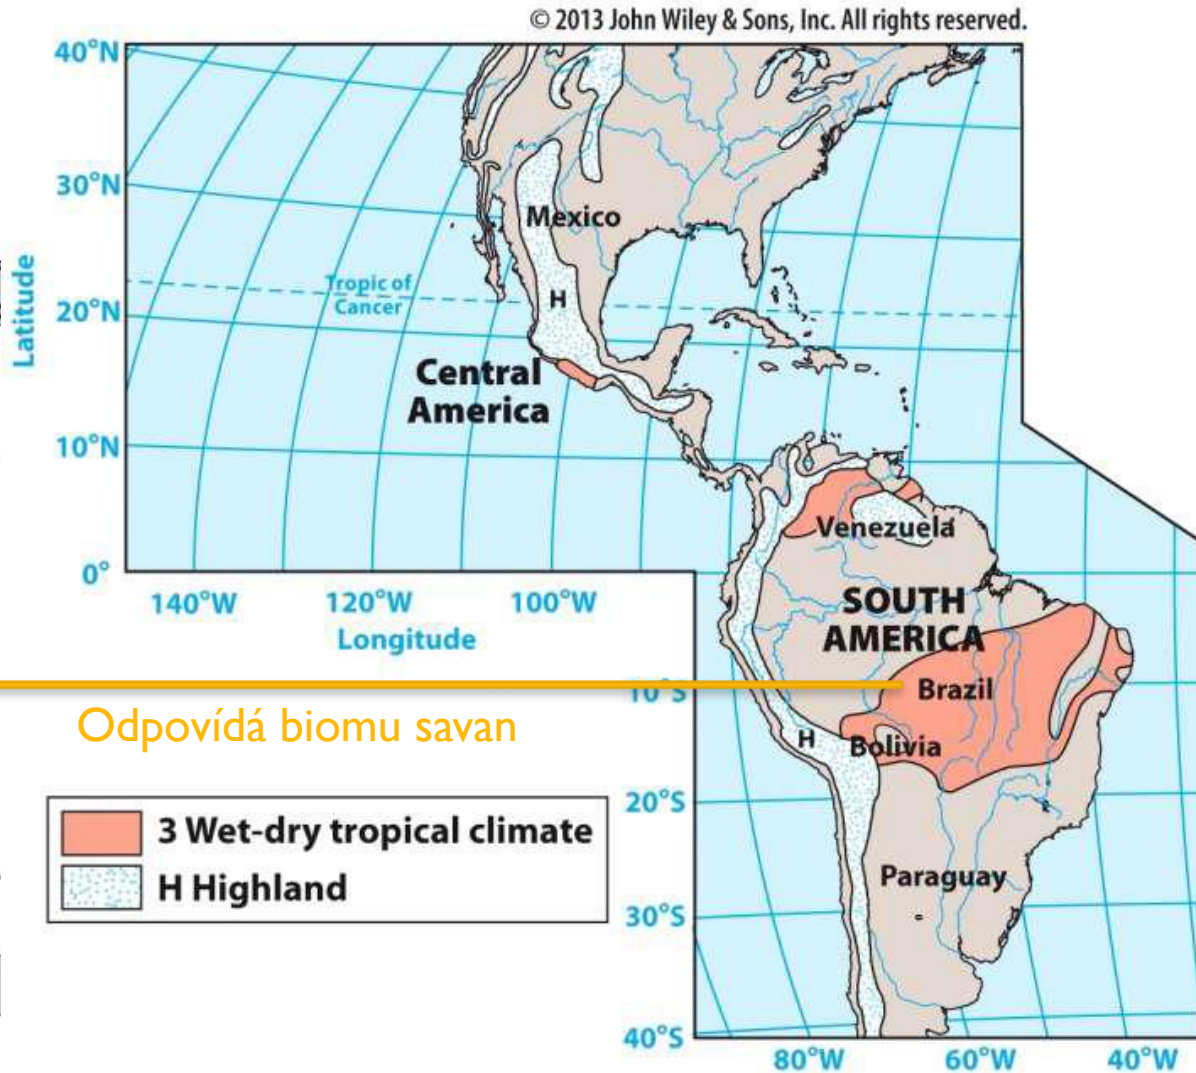 © 2013 John Wiley & Sons, Inc. All rights reserved.
40°N
30°N
Mexico
Latitude
Tropic of
Cancer
H
20°N
Central
America
10°N
Venezuela
0°
140°W 120°W 100°W
Longitude
SOUTH
AMERICA
10°S
Brazil
Odpovídá biomu savan
H
Bolivia
20°S
3 Wet-dry tropical climate
H Highland
Paraguay
30°S
40°S
80°W 60°W 40°W